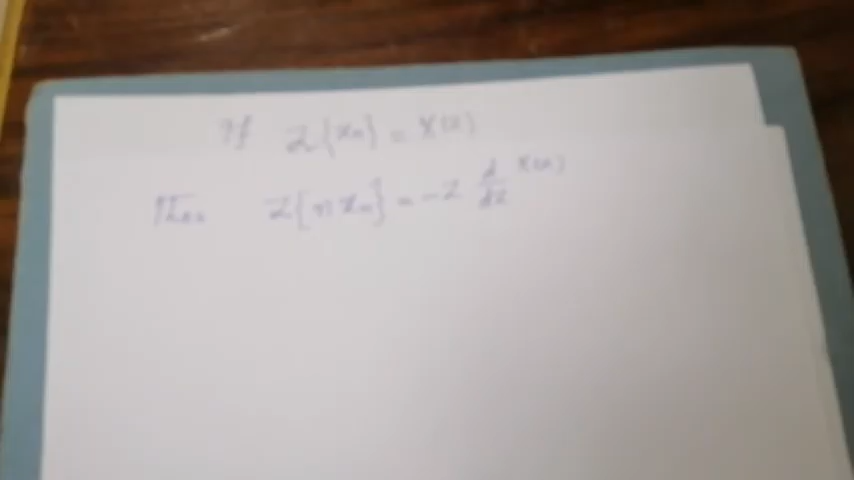 If Z{xn} = X(z)
Then Z{n xn} = -z d/dz X(z)